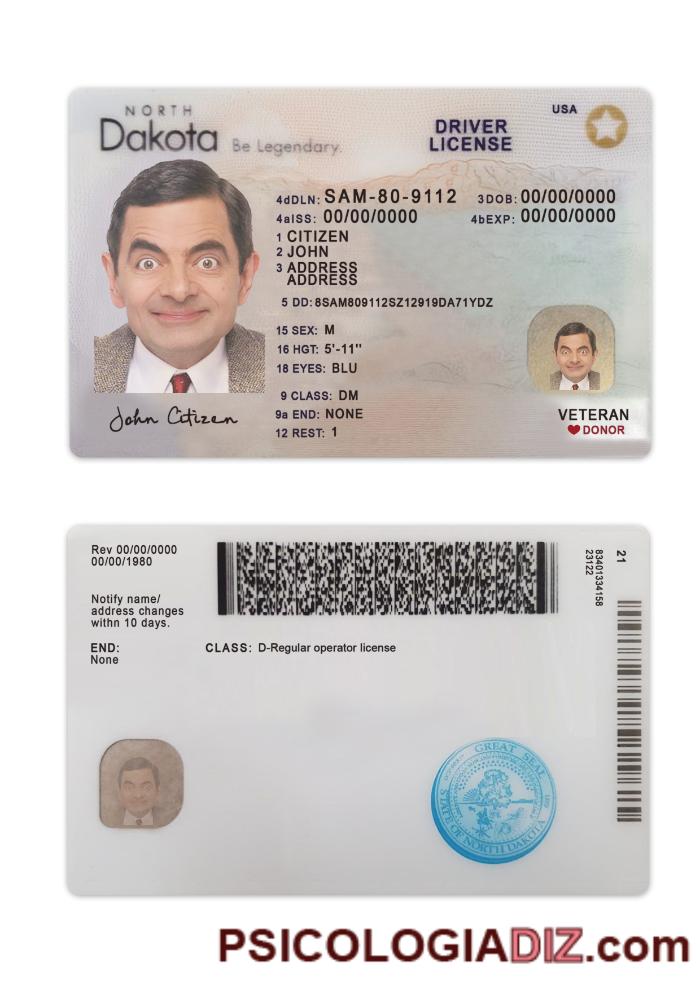 NORTH
Dakota Be Legendary.
DRIVER
LICENSE
USA
4dDLN: SAM-80-9112 3DOB: 00/00/0000
4aISS: 00/00/0000 4bEXP: 00/00/0000
1 CITIZEN
2 JOHN
3 ADDRESS
ADDRESS
5 DD: 8SAM809112SZ12919DA71YDZ
15 SEX: M
16 HGT: 5'-11"
18 EYES: BLU
9 CLASS: DM
9a END: NONE
12 REST: 1
John Citizen
VETERAN
DONOR
Rev 00/00/0000
00/00/1980
Notify name/
address changes
withn 10 days.
END:
None
CLASS: D-Regular operator license
21
83401334158
23122
GREAT SEAL
STATE OF NORTH DAKOTA
PSICOLOGIADIZ.com